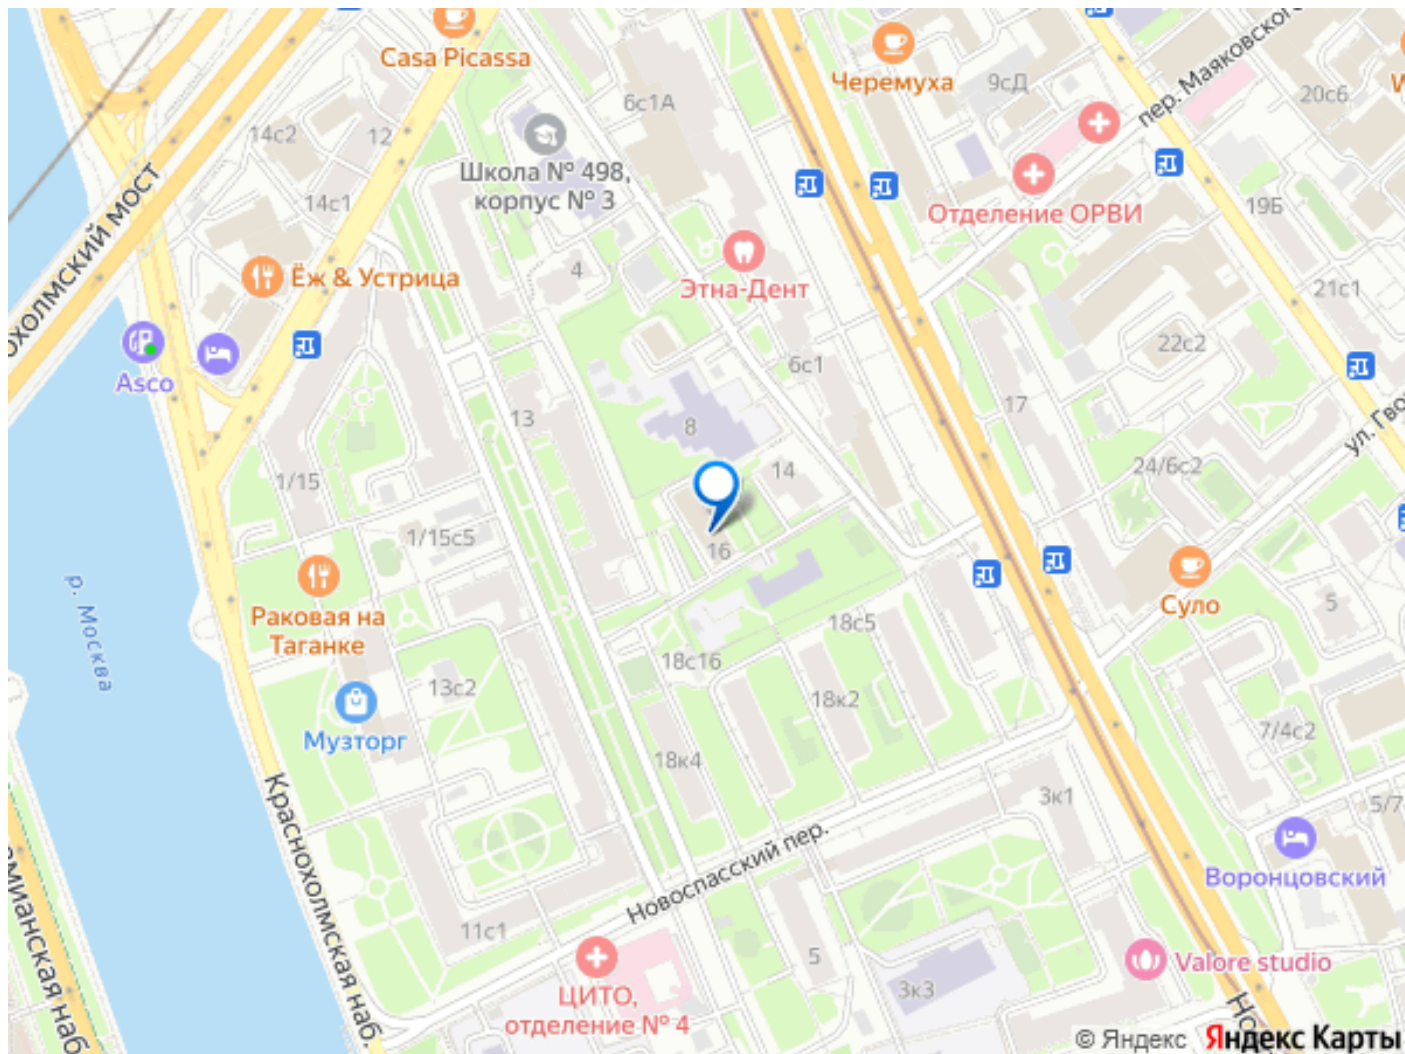 Casa Picassa
Черемуха
9сД
пер. Маяковского
20с6
6с1А
14с2
12
Школа № 498,
корпус № 3
Отделение ОРВИ
19Б
14с1
4
Ёж & Устрица
Этна-Дент
21с1
ОХОЛМСКИЙ МОСТ
22с2
6с1
Asco
17
13
8
ул. Гво
14
24/6с2
1/15
1/15с5
16
р. Москва
Раковая на
Таганке
Суло
5
18с5
18с16
13с2
18к2
Музторг
7/4с2
18к4
3к1
5/7
Краснохолмская наб.
Новоспасский пер.
Воронцовский
11с1
5
Valore studio
3к3
ЦИТО,
отделение № 4
мианская наб
Но
© Яндекс Яндекс Карты